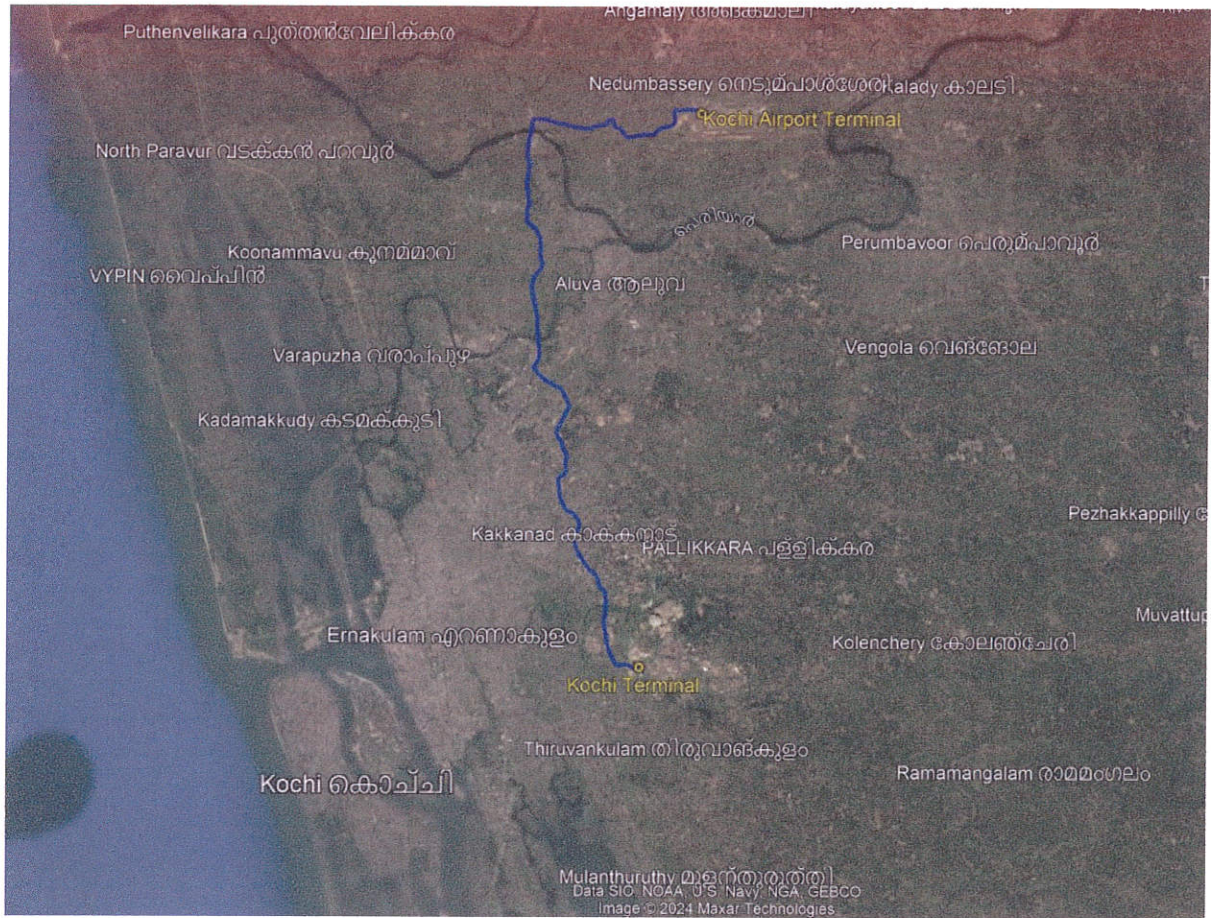 Angamaly അങ്കമാലി
Puthenvelikara പുത്തൻവേലിക്കര
Nedumbassery നെടുമ്പാശ്ശേരി
Kalady കാലടി
Kochi Airport Terminal
North Paravur വടക്കൻ പറവൂർ
പെരിയാർ
Perumbavoor പെരുമ്പാവൂർ
Koonammavu കൂനമ്മാവ്
VYPIN വൈപ്പിൻ
Aluva ആലുവ
Varapuzha വരാപ്പുഴ
Vengola വെങ്ങോല
Kadamakkudy കടമക്കുടി
Pezhakkappilly
Kakkanad കാക്കനാട്
PALLIKKARA പള്ളിക്കര
Muvattup
Ernakulam എറണാകുളം
Kolenchery കോലഞ്ചേരി
Kochi Terminal
Thiruvankulam തിരുവാങ്കുളം
Ramamangalam രാമമംഗലം
Kochi കൊച്ചി
Mulanthuruthy മുളന്തുരുത്തി
Data SIO, NOAA, U.S. Navy, NGA, GEBCO
Image © 2024 Maxar Technologies